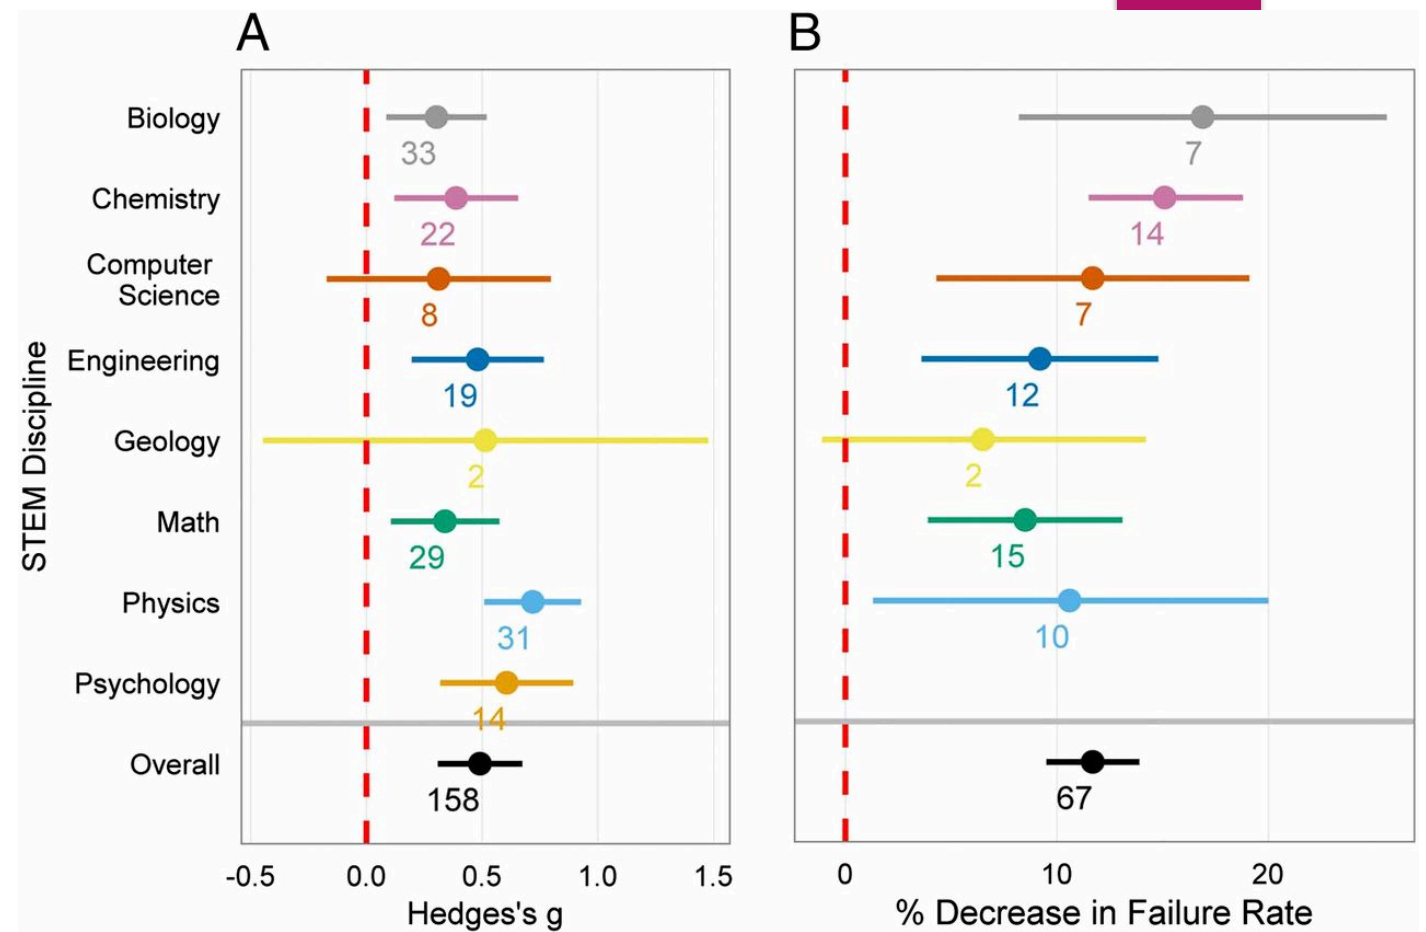 A
B
STEM Discipline
Biology
33
7
Chemistry
22
14
Computer
Science
8
7
Engineering
19
12
Geology
2
2
Math
29
15
Physics
31
10
Psychology
14
Overall
158
67
-0.5 0.0 0.5 1.0 1.5
0 10 20
Hedges's g
% Decrease in Failure Rate